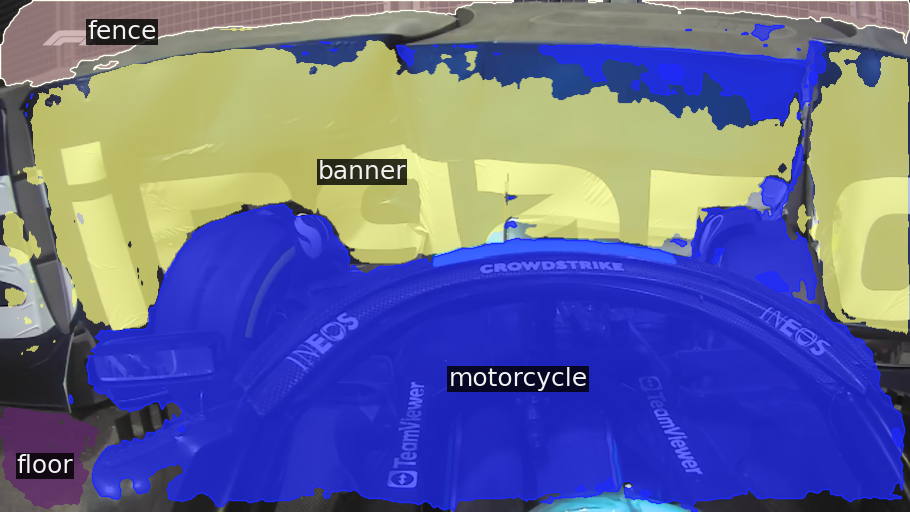 fence
banner
CROWDSTRIKE
INEOS
INEOS
motorcycle
TeamViewer
TeamViewer
floor